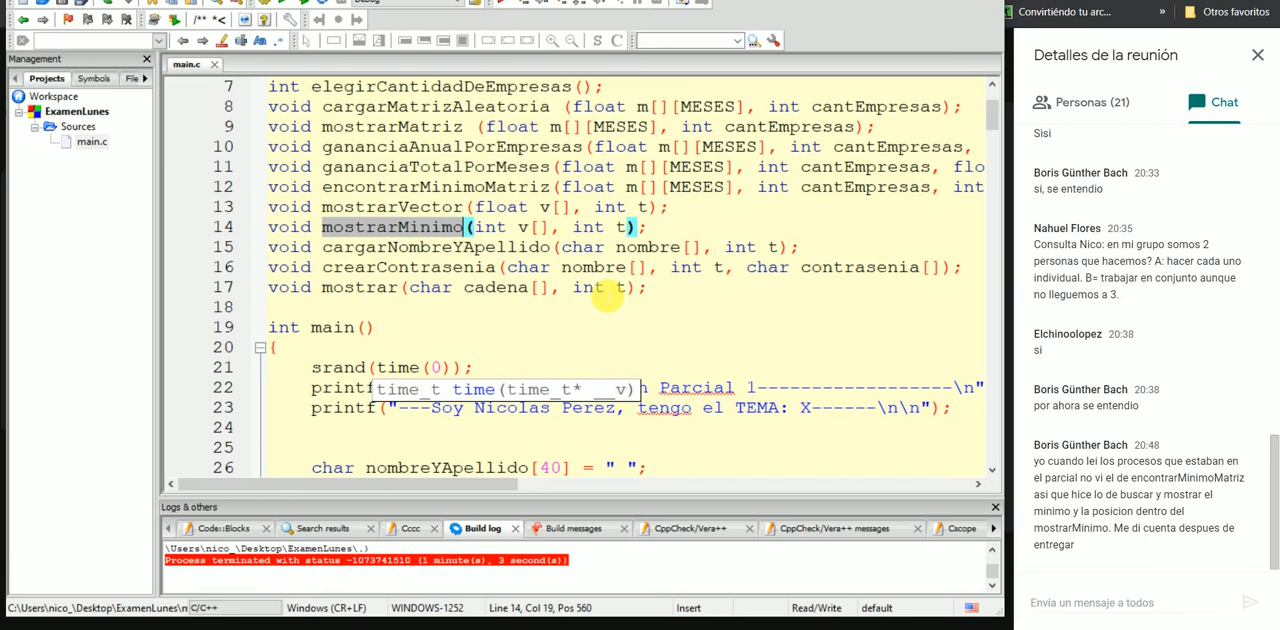 Debug
/** *<
S C
Management
Projects Symbols File
Workspace
ExamenLunes
Sources
main.c
main.c
7 int elegirCantidadDeEmpresas();
8 void cargarMatrizAleatoria (float m[][MESES], int cantEmpresas);
9 void mostrarMatriz (float m[][MESES], int cantEmpresas);
10 void gananciaAnualPorEmpresas(float m[][MESES], int cantEmpresas,
11 void gananciaTotalPorMeses(float m[][MESES], int cantEmpresas, flo
12 void encontrarMinimoMatriz(float m[][MESES], int cantEmpresas, int
13 void mostrarVector(float v[], int t);
14 void mostrarMinimo(int v[], int t);
15 void cargarNombreYApellido(char nombre[], int t);
16 void crearContrasenia(char nombre[], int t, char contrasenia[]);
17 void mostrar(char cadena[], int t);
18
19 int main()
20 {
21 srand(time(0));
22 printf
time_t time(time_t* __v)
Parcial 1------------------\n"
23 printf("---Soy Nicolas Perez, tengo el TEMA: X------\n\n");
24
25
26 char nombreYApellido[40] = " ";
Logs & others
Code::Blocks Search results Cccc Build log Build messages CppCheck/Vera++ CppCheck/Vera++ messages Cscope
\Users\nico_\Desktop\ExamenLunes\.)
Process terminated with status -1073741510 (1 minute(s), 3 second(s))
C:\Users\nico_\Desktop\ExamenLunes\m C/C++ Windows (CR+LF) WINDOWS-1252 Line 14, Col 19, Pos 560 Insert Read/Write default
Convirtiéndo tu arc... » Otros favoritos
Detalles de la reunión
Personas (21) Chat
Sisi
Boris Günther Bach 20:33
si, se entendio
Nahuel Flores 20:35
Consulta Nico: en mi grupo somos 2
personas que hacemos? A: hacer cada uno
individual. B= trabajar en conjunto aunque
no lleguemos a 3.
Elchinoolopez 20:38
si
Boris Günther Bach 20:38
por ahora se entendio
Boris Günther Bach 20:48
yo cuando lei los procesos que estaban en
el parcial no vi el de encontrarMinimoMatriz
asi que hice lo de buscar y mostrar el
minimo y la posicion dentro del
mostrarMinimo. Me di cuenta despues de
entregar
Envía un mensaje a todos